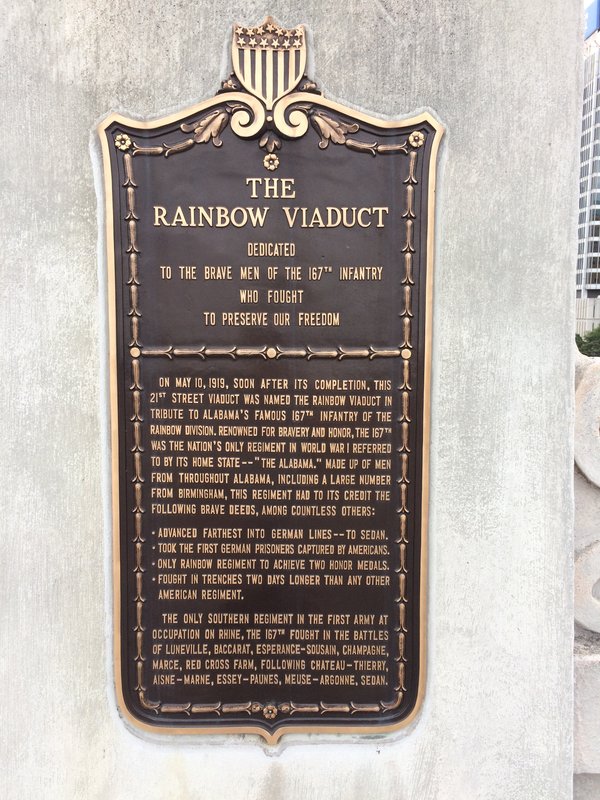 THE
RAINBOW VIADUCT
DEDICATED
TO THE BRAVE MEN OF THE 167TH INFANTRY
WHO FOUGHT
TO PRESERVE OUR FREEDOM
ON MAY 10, 1919, SOON AFTER ITS COMPLETION, THIS
21ST STREET VIADUCT WAS NAMED THE RAINBOW VIADUCT IN
TRIBUTE TO ALABAMA'S FAMOUS 167TH INFANTRY OF THE
RAINBOW DIVISION. RENOWNED FOR BRAVERY AND HONOR, THE 167TH
WAS THE NATION'S ONLY REGIMENT IN WORLD WAR I REFERRED
TO BY ITS HOME STATE--"THE ALABAMA." MADE UP OF MEN
FROM THROUGHOUT ALABAMA, INCLUDING A LARGE NUMBER
FROM BIRMINGHAM, THIS REGIMENT HAD TO ITS CREDIT THE
FOLLOWING BRAVE DEEDS, AMONG COUNTLESS OTHERS:
• ADVANCED FARTHEST INTO GERMAN LINES--TO SEDAN.
• TOOK THE FIRST GERMAN PRISONERS CAPTURED BY AMERICANS.
• ONLY RAINBOW REGIMENT TO ACHIEVE TWO HONOR MEDALS.
• FOUGHT IN TRENCHES TWO DAYS LONGER THAN ANY OTHER
AMERICAN REGIMENT.
THE ONLY SOUTHERN REGIMENT IN THE FIRST ARMY AT
OCCUPATION ON RHINE, THE 167TH FOUGHT IN THE BATTLES
OF LUNEVILLE, BACCARAT, ESPERANCE-SOUSAIN, CHAMPAGNE,
MARCE, RED CROSS FARM, FOLLOWING CHATEAU-THIERRY,
AISNE-MARNE, ESSEY-PAUNES, MEUSE-ARGONNE, SEDAN.